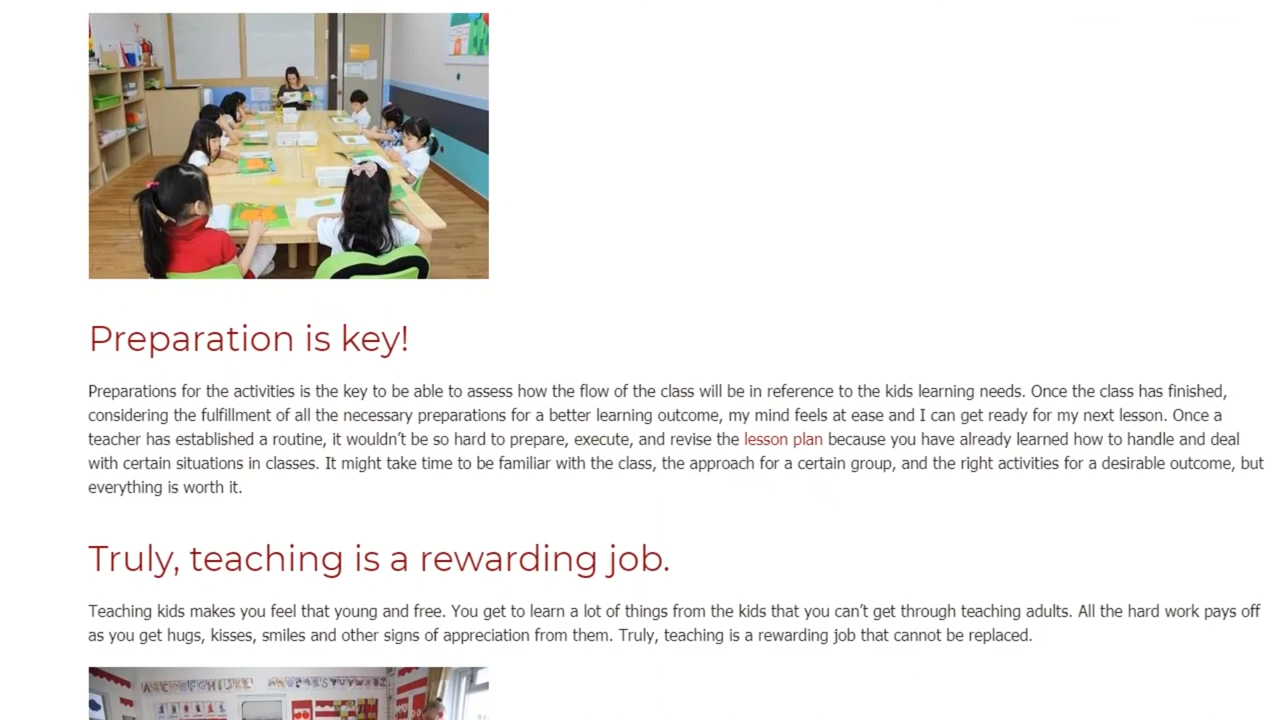 Preparation is key!
Preparations for the activities is the key to be able to assess how the flow of the class will be in reference to the kids learning needs. Once the class has finished,
considering the fulfillment of all the necessary preparations for a better learning outcome, my mind feels at ease and I can get ready for my next lesson. Once a
teacher has established a routine, it wouldn’t be so hard to prepare, execute, and revise the lesson plan because you have already learned how to handle and deal
with certain situations in classes. It might take time to be familiar with the class, the approach for a certain group, and the right activities for a desirable outcome, but
everything is worth it.
Truly, teaching is a rewarding job.
Teaching kids makes you feel that young and free. You get to learn a lot of things from the kids that you can’t get through teaching adults. All the hard work pays off
as you get hugs, kisses, smiles and other signs of appreciation from them. Truly, teaching is a rewarding job that cannot be replaced.